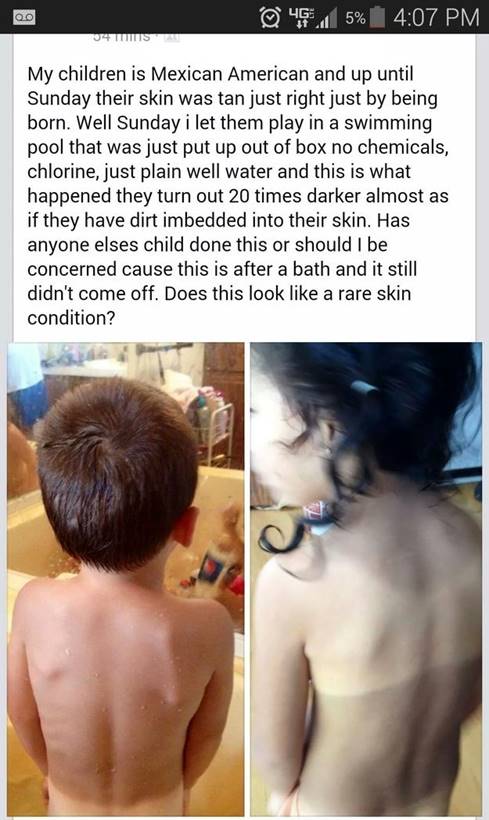 4G LTE 5% 4:07 PM
54 mins ·
My children is Mexican American and up until
Sunday their skin was tan just right just by being
born. Well Sunday i let them play in a swimming
pool that was just put up out of box no chemicals,
chlorine, just plain well water and this is what
happened they turn out 20 times darker almost as
if they have dirt imbedded into their skin. Has
anyone elses child done this or should I be
concerned cause this is after a bath and it still
didn't come off. Does this look like a rare skin
condition?